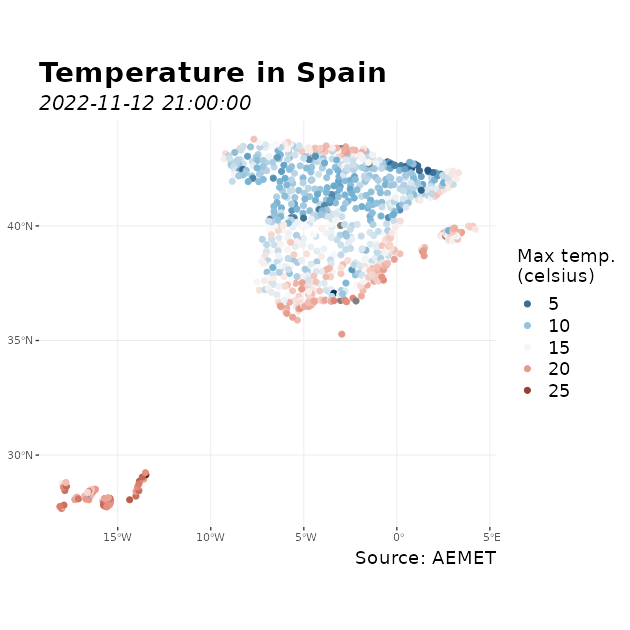 Temperature in Spain
2022-11-12 21:00:00
40°N
35°N
30°N
15°W
10°W
5°W
0°
5°E
Max temp.
(celsius)
5
10
15
20
25
Source: AEMET